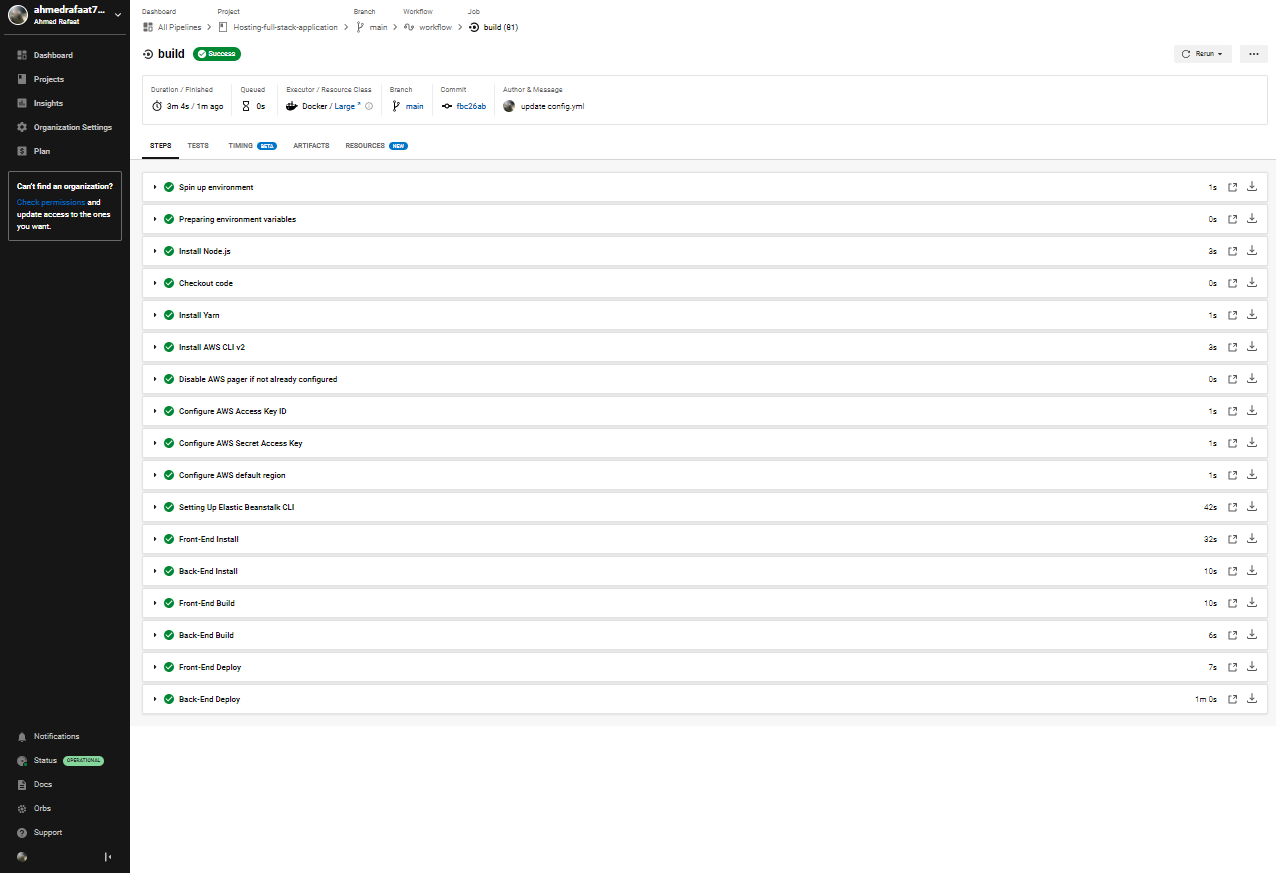 ahmedrafaat7...
Ahmed Rafaat
Dashboard
Projects
Insights
Organization Settings
Plan
Can't find an organization?
Check permissions and
update access to the ones
you want.
Notifications
Status OPERATIONAL
Docs
Orbs
Support
Dashboard Project Branch Workflow Job
All Pipelines Hosting-full-stack-application main workflow build (61)
build Success
Rerun
Duration / Finished Queued Executor / Resource Class Branch Commit Author & Message
3m 4s / 1m ago 0s Docker / Large main fbc26ab update config.yml
STEPS TESTS TIMING BETA ARTIFACTS RESOURCES NEW
Spin up environment 1s
Preparing environment variables 0s
Install Node.js 3s
Checkout code 0s
Install Yarn 1s
Install AWS CLI v2 3s
Disable AWS pager if not already configured 0s
Configure AWS Access Key ID 1s
Configure AWS Secret Access Key 1s
Configure AWS default region 1s
Setting Up Elastic Beanstalk CLI 42s
Front-End Install 32s
Back-End Install 10s
Front-End Build 10s
Back-End Build 6s
Front-End Deploy 7s
Back-End Deploy 1m 0s